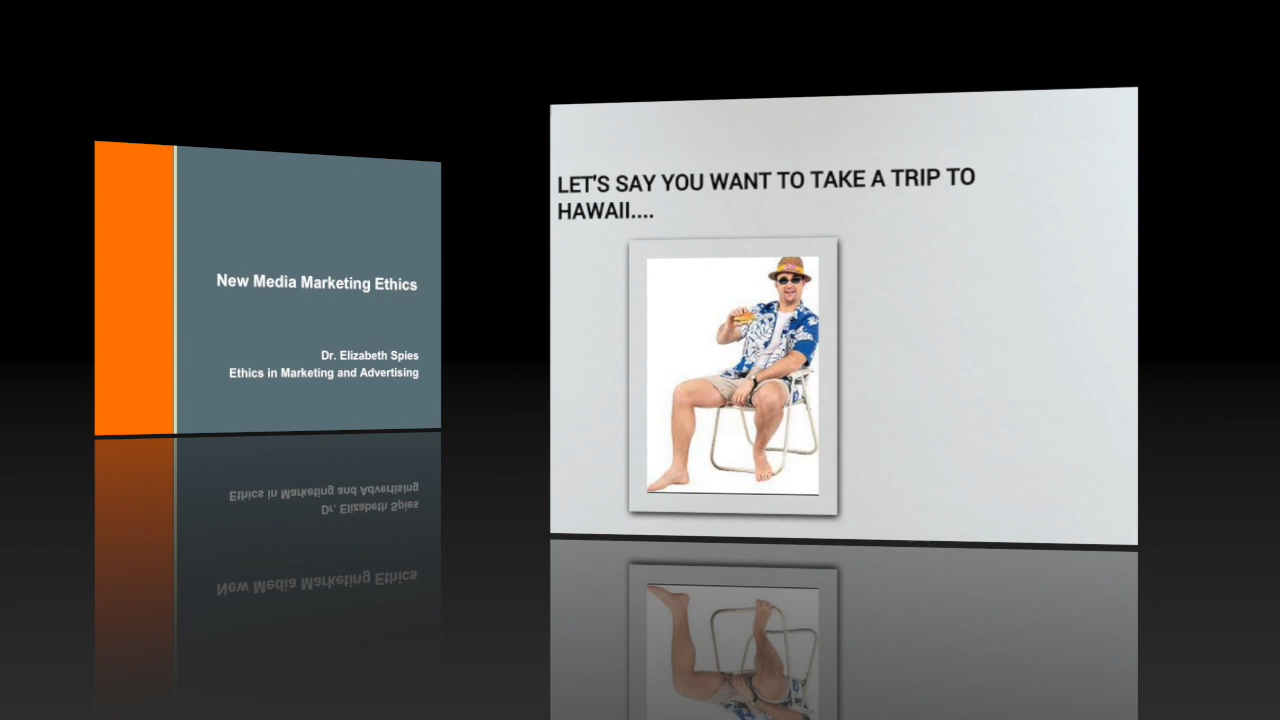 New Media Marketing Ethics
Dr. Elizabeth Spies
Ethics in Marketing and Advertising
LET'S SAY YOU WANT TO TAKE A TRIP TO
HAWAII....